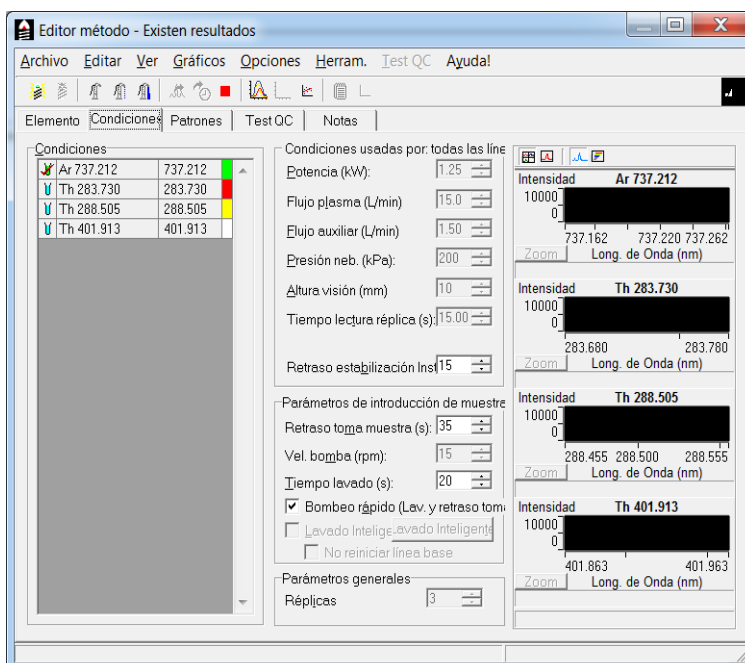 Editor método - Existen resultados
Archivo Editar Ver Gráficos Opciones Herram. Test QC Ayuda!
Elemento Condiciones Patrones Test QC Notas
Condiciones
Ar 737.212 737.212
Th 283.730 283.730
Th 288.505 288.505
Th 401.913 401.913
Condiciones usadas por: todas las líne
Potencia (kW): 1.25
Flujo plasma (L/min) 15.0
Flujo auxiliar (L/min) 1.50
Presión neb. (kPa): 200
Altura visión (mm) 10
Tiempo lectura réplica (s): 15.00
Retraso estabilización Inst 15
Parámetros de introducción de muestra
Retraso toma muestra (s): 35
Vel. bomba (rpm): 15
Tiempo lavado (s): 20
Bombeo rápido (Lav. y retraso toma
Lavado Intelige .avado Inteligente
No reiniciar línea base
Parámetros generales
Réplicas 3
Intensidad Ar 737.212
10000
0
737.162 737.220 737.262
Zoom Long. de Onda (nm)
Intensidad Th 283.730
10000
0
283.680 283.780
Zoom Long. de Onda (nm)
Intensidad Th 288.505
10000
0
288.455 288.500 288.555
Zoom Long. de Onda (nm)
Intensidad Th 401.913
10000
0
401.863 401.963
Zoom Long. de Onda (nm)